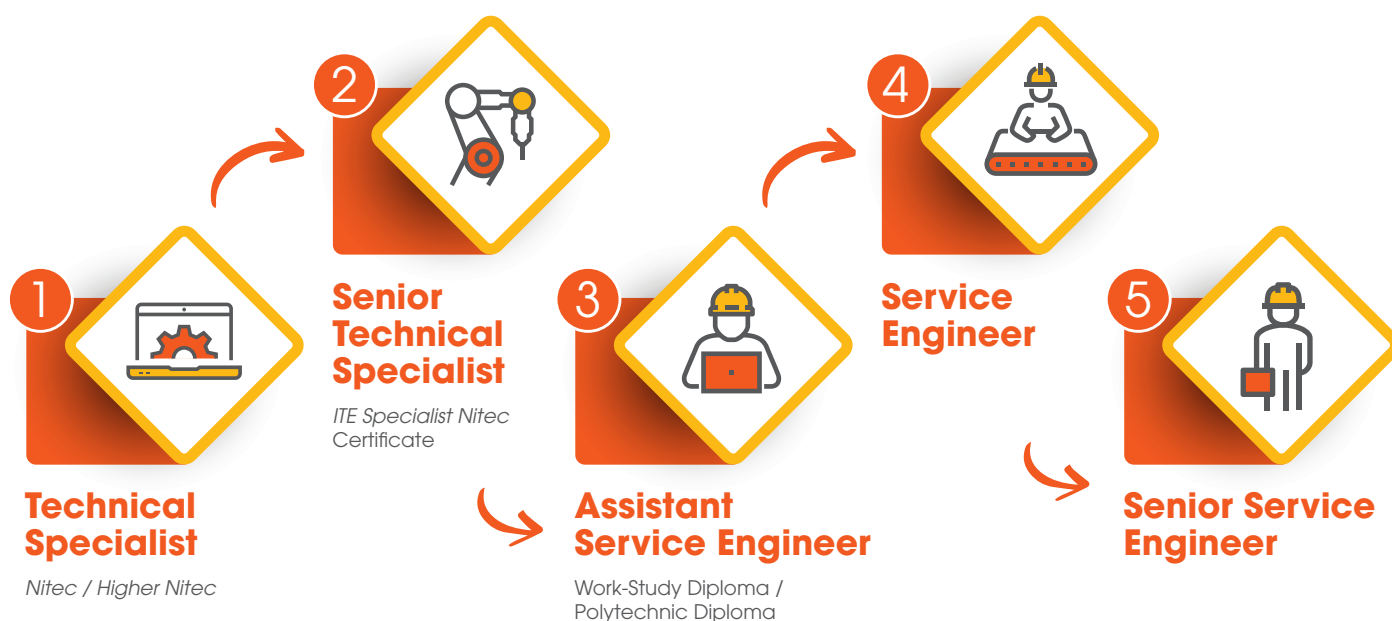 1
Technical
Specialist
Nitec / Higher Nitec
2
Senior
Technical
Specialist
ITE Specialist Nitec
Certificate
3
Assistant
Service Engineer
Work-Study Diploma /
Polytechnic Diploma
4
Service
Engineer
5
Senior Service
Engineer